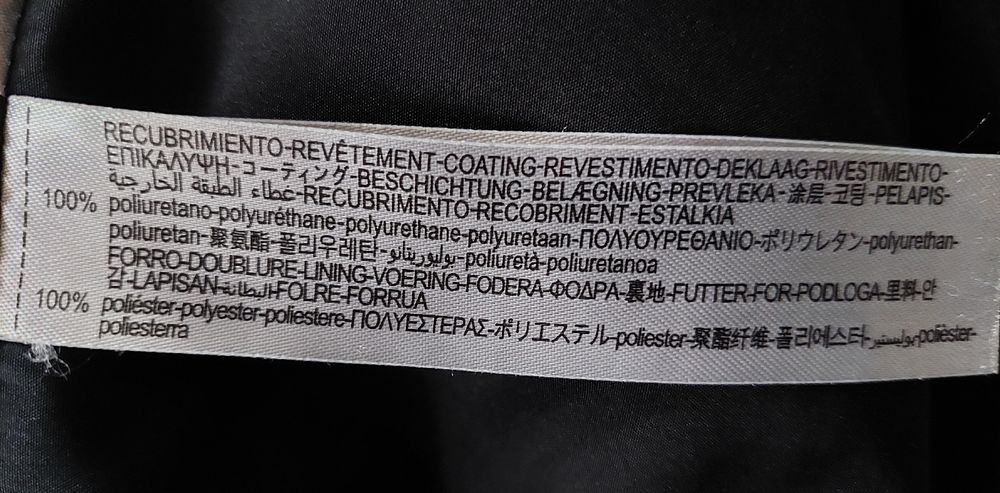 RECUBRIMIENTO-REVÊTEMENT-COATING-REVESTIMENTO-DEKLAAG-RIVESTIMENTO-
ΕΠΙΚΑΛΥΨΗ-コーティング-BESCHICHTUNG-BELÆGNING-PREVLEKA-涂层-코팅-PELAPIS-
غطاء الطبقة الخارجية-RECUBRIMENTO-RECOBRIMENT-ESTALKIA
100% poliuretano-polyuréthane-polyurethane-polyuretaan-ΠΟΛΥΟΥΡΕΘΑΝΙΟ-ポリウレタン-polyurethan-
poliuretan-聚氨酯-폴리우레탄-بوليوريتانو-poliuretà-poliuretanoa
FORRO-DOUBLURE-LINING-VOERING-FODERA-ΦΟΔΡΑ-裏地-FUTTER-FOR-PODLOGA-里料-안
감-LAPISAN-البطانة-FOLRE-FORRUA
100% poliéster-polyester-poliestere-ΠΟΛΥΕΣΤΕΡΑΣ-ポリエステル-poliester-聚酯纤维-폴리에스타-بوليستير-polièster-
poliesterra